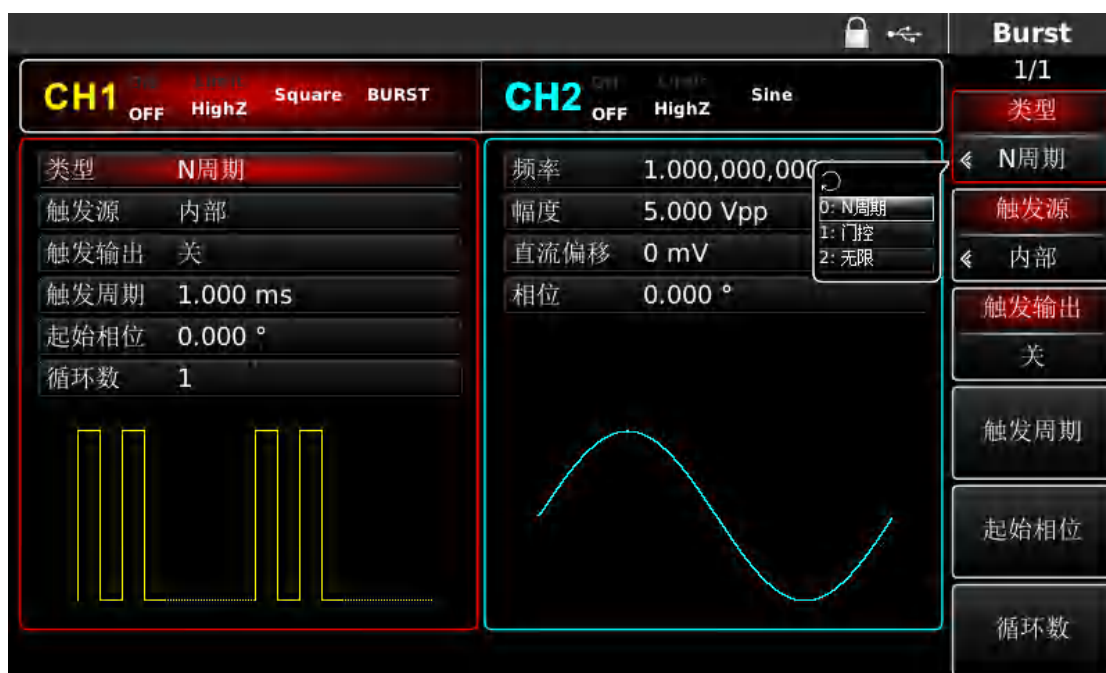 Burst
1/1
CH1 OFF HighZ Square BURST
CH2 OFF HighZ Sine
类型 N周期
触发源 内部
触发输出 关
触发周期 1.000 ms
起始相位 0.000 °
循环数 1
频率 1.000,000,000
幅度 5.000 Vpp
直流偏移 0 mV
相位 0.000 °
0: N周期
1: 门控
2: 无限
类型
N周期
触发源
内部
触发输出
关
触发周期
起始相位
循环数